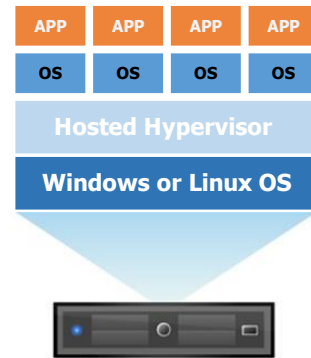 APP APP APP APP
OS OS OS OS
Hosted Hypervisor
Windows or Linux OS